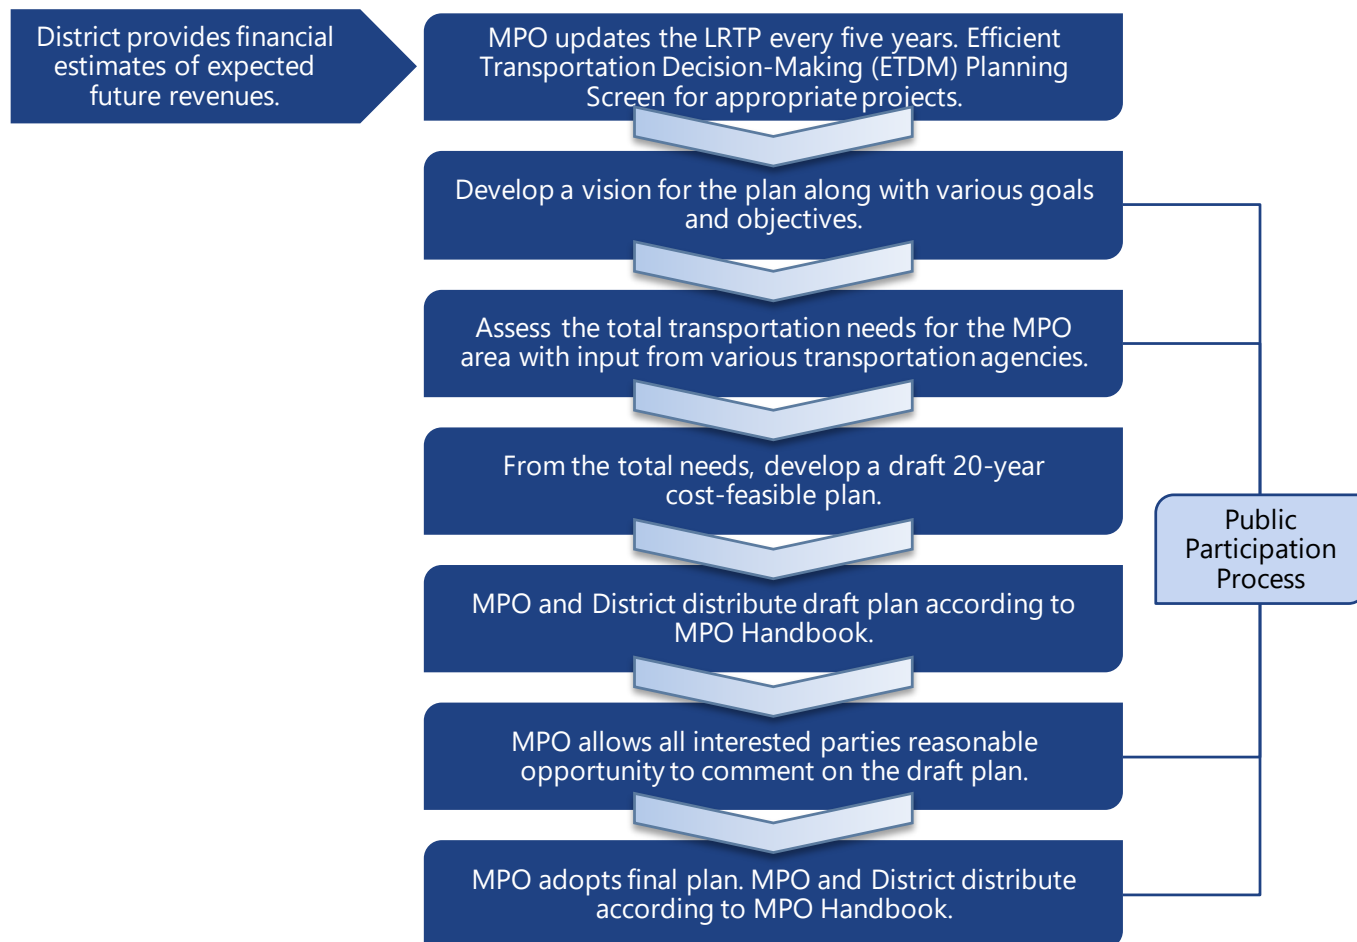 District provides financial
estimates of expected
future revenues.
MPO updates the LRTP every five years. Efficient
Transportation Decision-Making (ETDM) Planning
Screen for appropriate projects.
Develop a vision for the plan along with various goals
and objectives.
Assess the total transportation needs for the MPO
area with input from various transportation agencies.
From the total needs, develop a draft 20-year
cost-feasible plan.
MPO and District distribute draft plan according to
MPO Handbook.
MPO allows all interested parties reasonable
opportunity to comment on the draft plan.
MPO adopts final plan. MPO and District distribute
according to MPO Handbook.
Public
Participation
Process